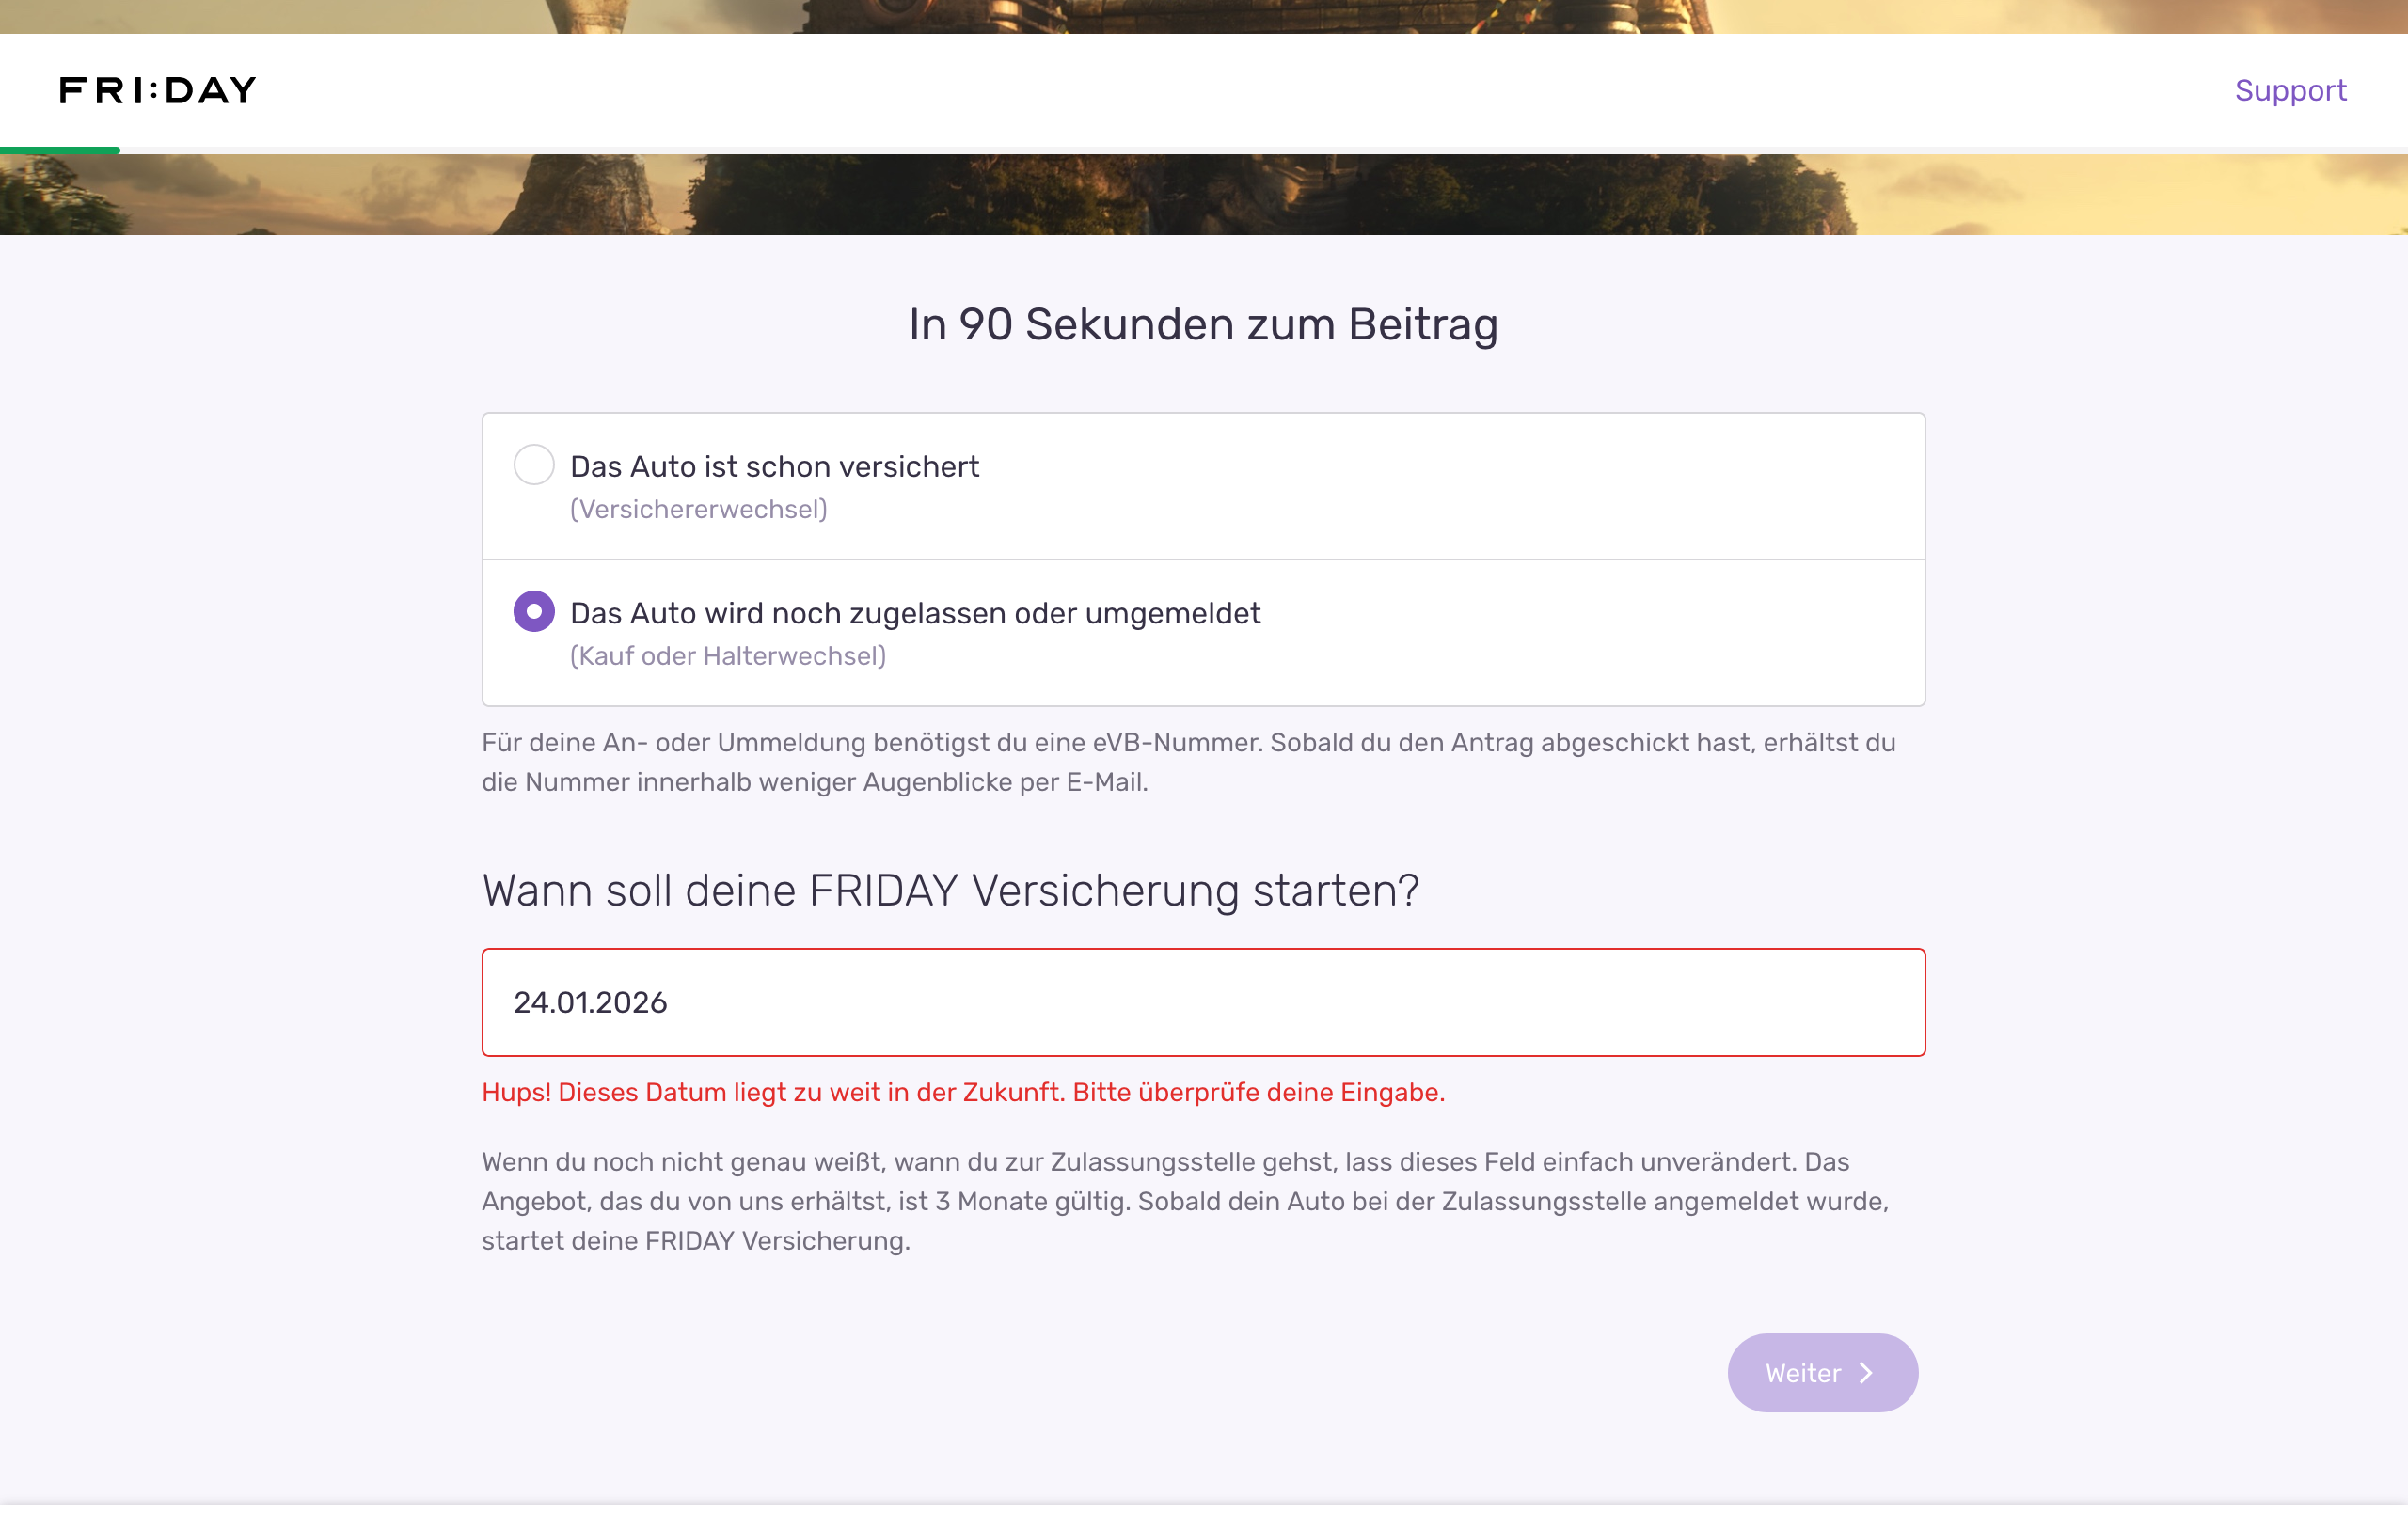 FRI:DAY
Support
In 90 Sekunden zum Beitrag
Das Auto ist schon versichert
(Versichererwechsel)
Das Auto wird noch zugelassen oder umgemeldet
(Kauf oder Halterwechsel)
Für deine An- oder Ummeldung benötigst du eine eVB-Nummer. Sobald du den Antrag abgeschickt hast, erhältst du
die Nummer innerhalb weniger Augenblicke per E-Mail.
Wann soll deine FRIDAY Versicherung starten?
24.01.2026
Hups! Dieses Datum liegt zu weit in der Zukunft. Bitte überprüfe deine Eingabe.
Wenn du noch nicht genau weißt, wann du zur Zulassungsstelle gehst, lass dieses Feld einfach unverändert. Das
Angebot, das du von uns erhältst, ist 3 Monate gültig. Sobald dein Auto bei der Zulassungsstelle angemeldet wurde,
startet deine FRIDAY Versicherung.
Weiter